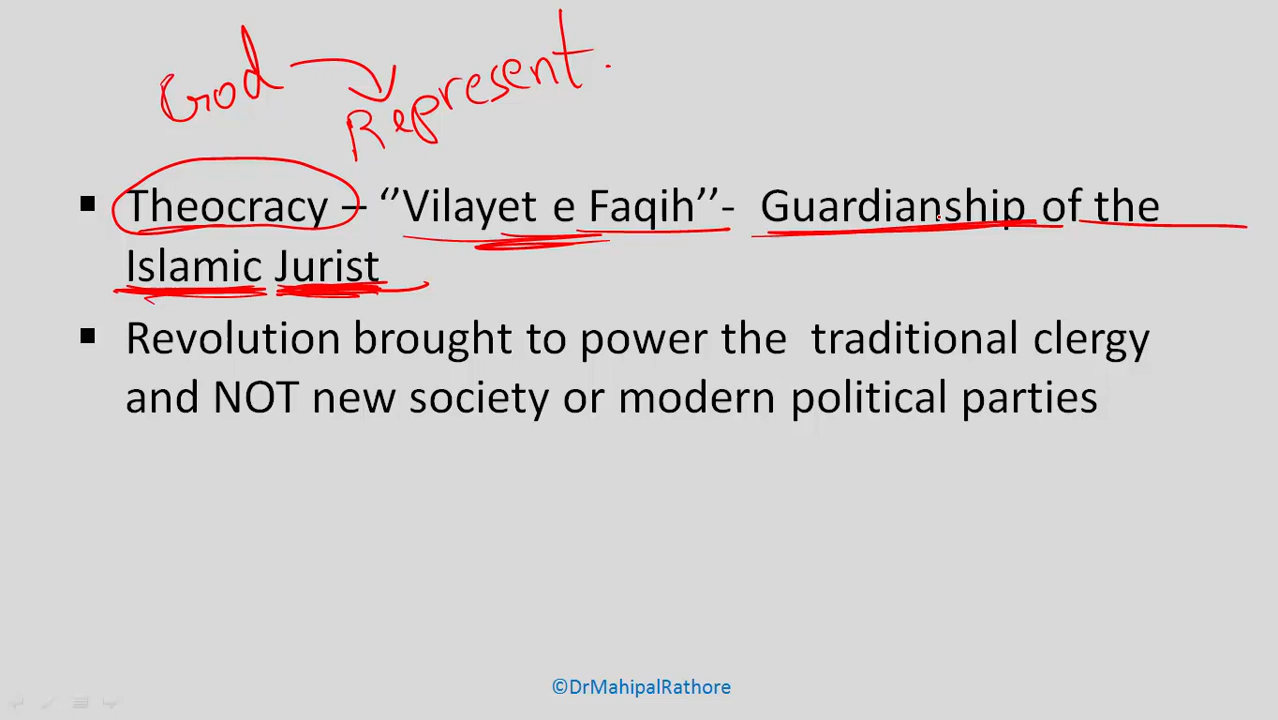 God → Represent.
▪ Theocracy – ‘‘Vilayet e Faqih’’- Guardianship of the
Islamic Jurist
▪ Revolution brought to power the traditional clergy
and NOT new society or modern political parties
©DrMahipalRathore